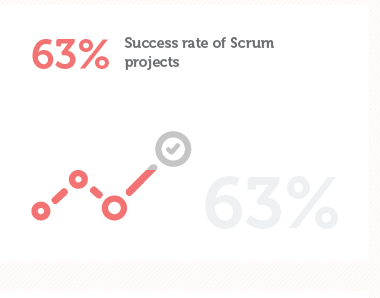 63% Success rate of Scrum
projects
63%